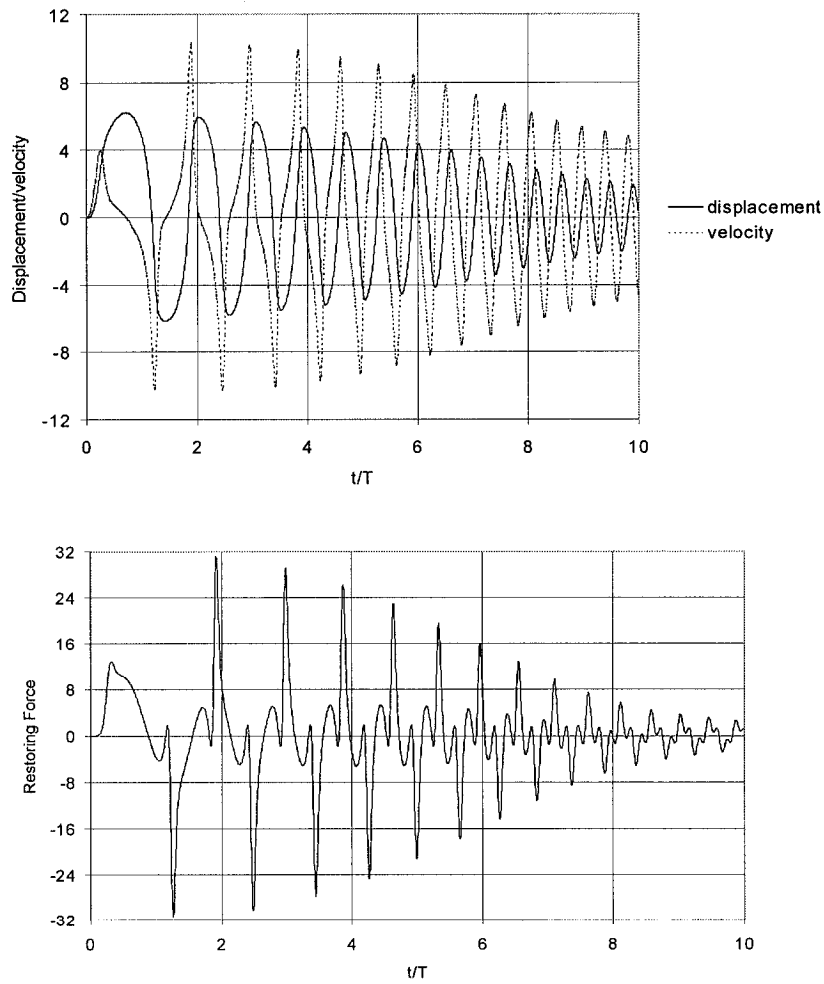 12
8
4
0
-4
-8
-12
Displacement/velocity
0 2 4 6 8 10
t/T
displacement
velocity
32
24
16
8
0
-8
-16
-24
-32
Restoring Force
0 2 4 6 8 10
t/T